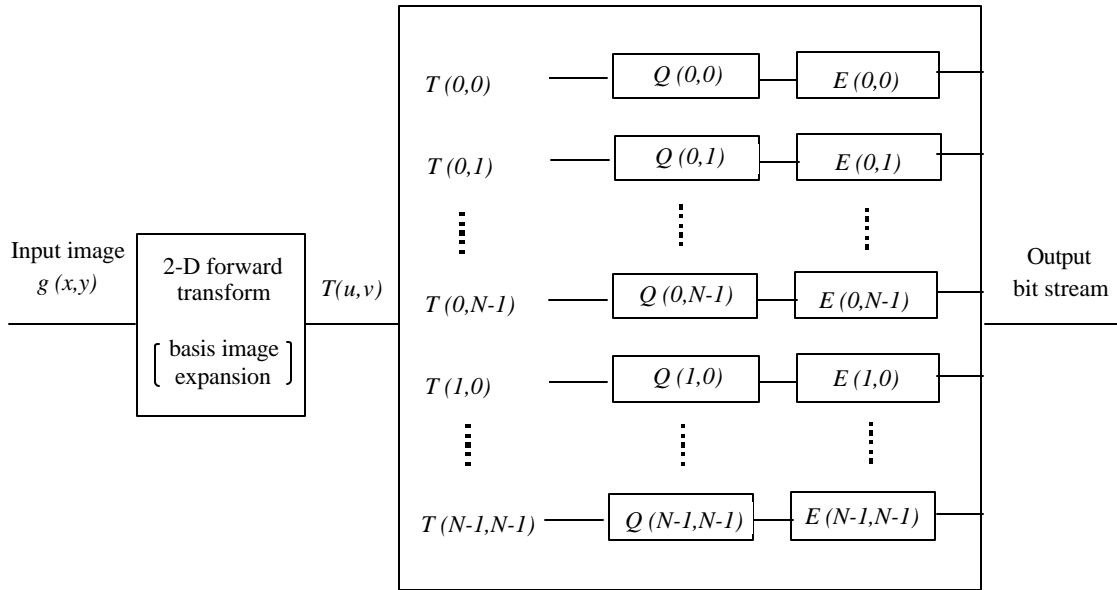 Input image
g (x,y)
2-D forward
transform
[ basis image
expansion ]
T(u,v)
T (0,0) Q (0,0) E (0,0)
T (0,1) Q (0,1) E (0,1)
T (0,N-1) Q (0,N-1) E (0,N-1)
T (1,0) Q (1,0) E (1,0)
T (N-1,N-1) Q (N-1,N-1) E (N-1,N-1)
Output
bit stream